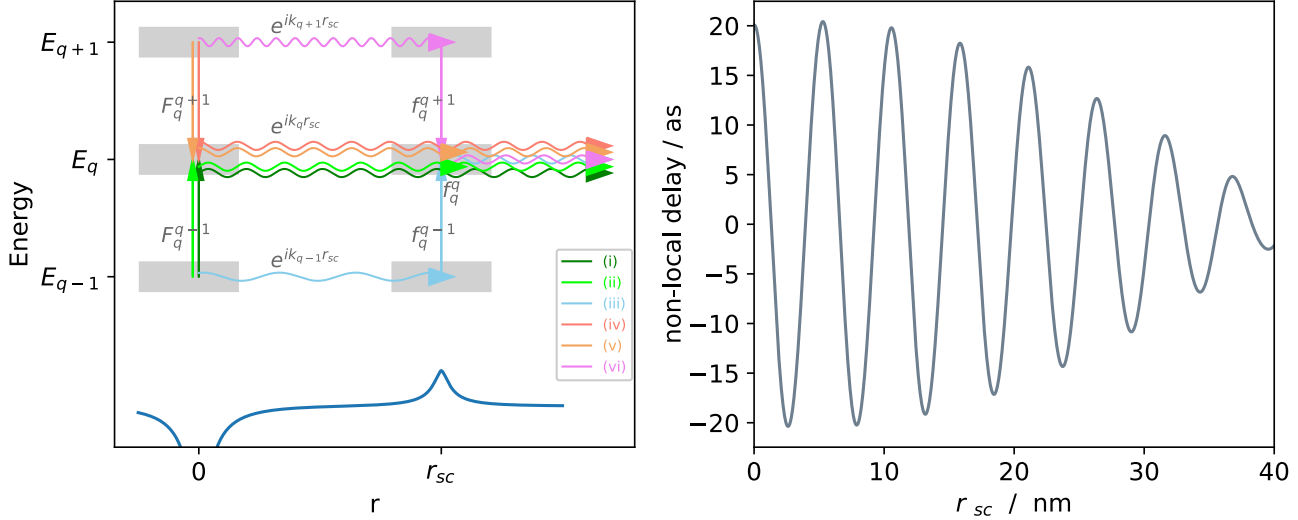 E_{q+1}
e^{ik_{q+1}r_{sc}}
F_q^{q+1}
f_q^{q+1}
e^{ik_q r_{sc}}
E_q
f_q^q
F_q^{q-1}
f_q^{q-1}
e^{ik_{q-1}r_{sc}}
E_{q-1}
Energy
(i)
(ii)
(iii)
(iv)
(v)
(vi)
0
r_{sc}
r
non-local delay / as
20
15
10
5
0
−5
−10
−15
−20
0
10
20
30
40
r_{sc} / nm